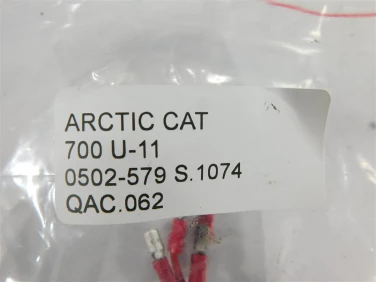 ARCTIC CAT
700 U-11
0502-579 S.1074
QAC.062